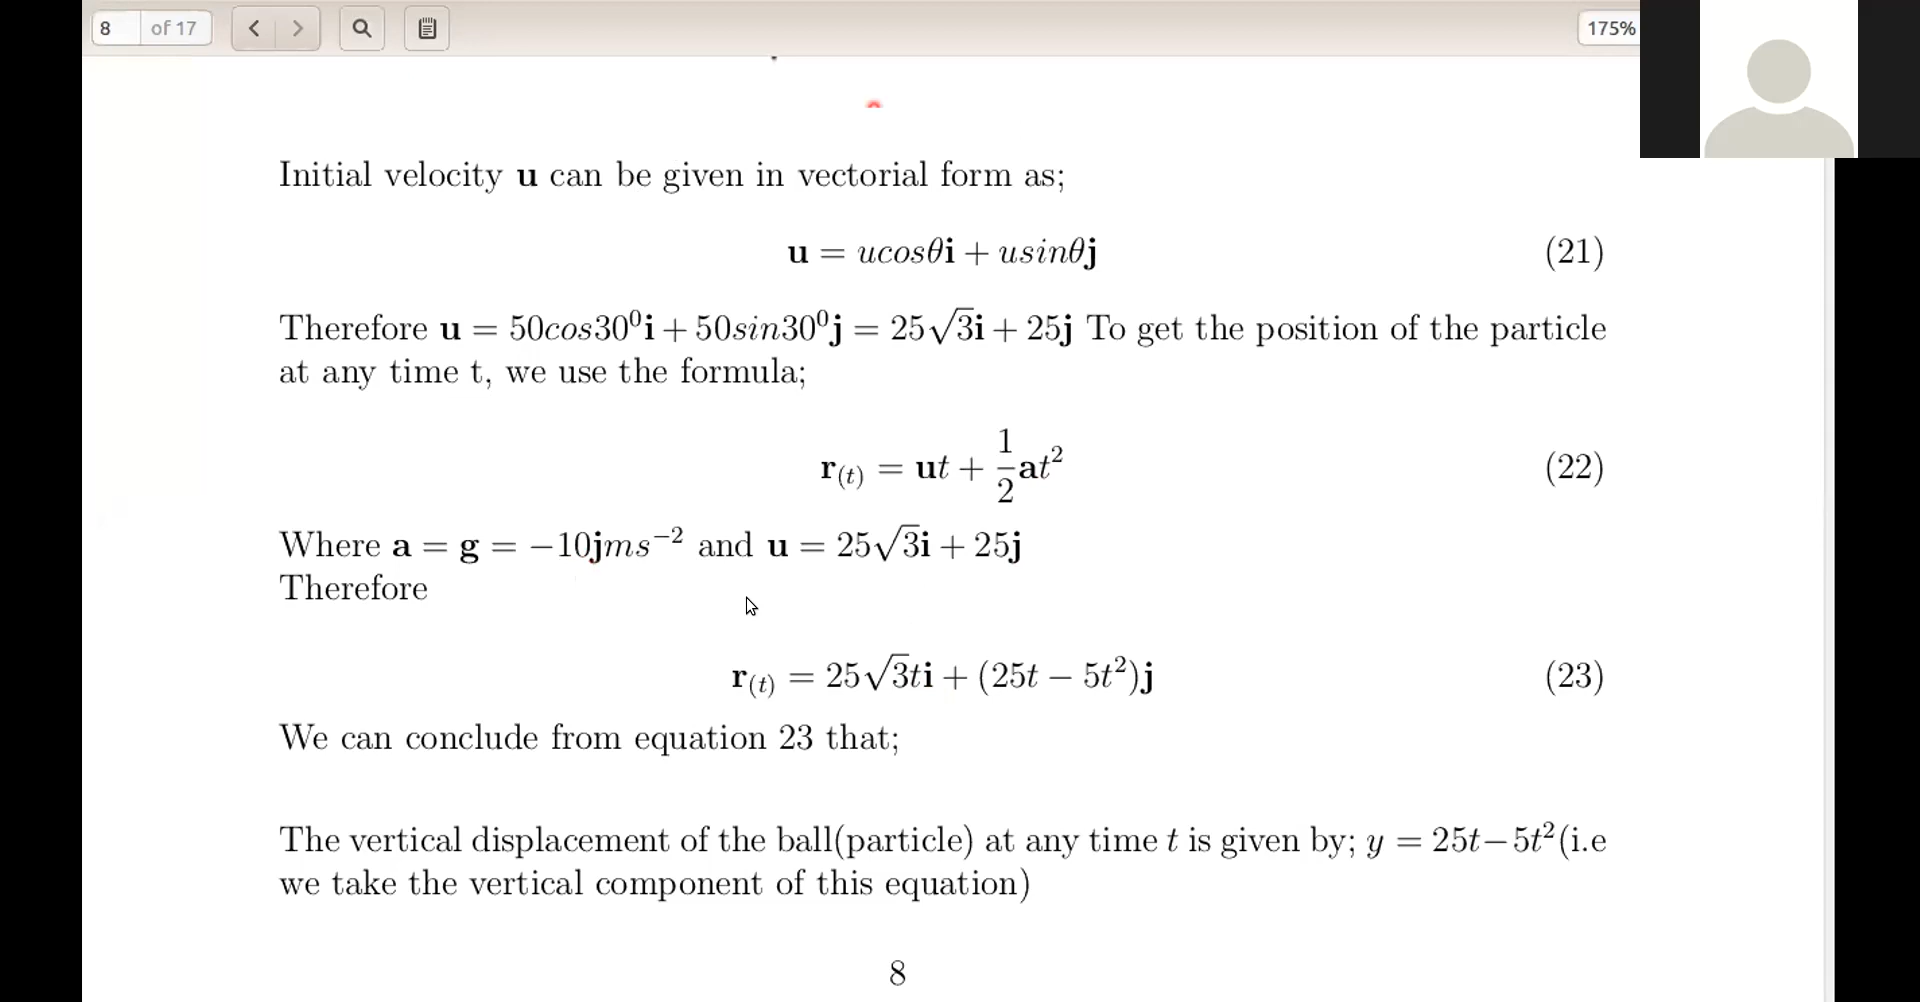 8 of 17 175%
Initial velocity u can be given in vectorial form as;
u = ucosθi + usinθj (21)
Therefore u = 50cos30⁰i + 50sin30⁰j = 25√3i + 25j To get the position of the particle
at any time t, we use the formula;
r₍t₎ = ut + 1/2 at² (22)
Where a = g = −10jms⁻² and u = 25√3i + 25j
Therefore
r₍t₎ = 25√3ti + (25t − 5t²)j (23)
We can conclude from equation 23 that;
The vertical displacement of the ball(particle) at any time t is given by; y = 25t−5t²(i.e
we take the vertical component of this equation)
8